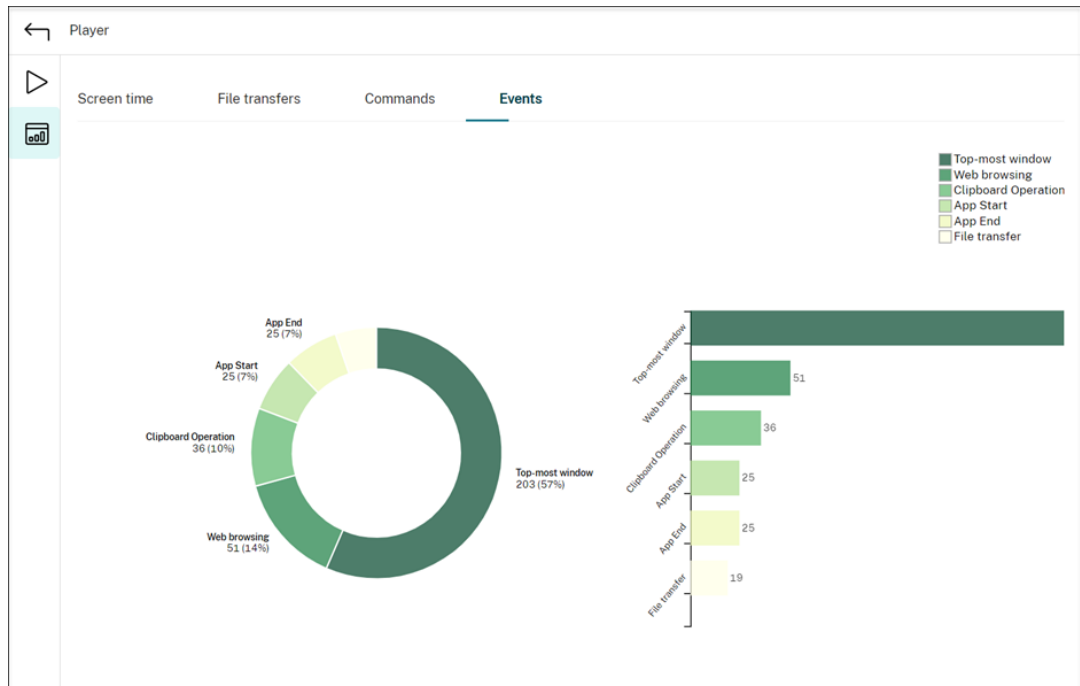 Player
Screen time
File transfers
Commands
Events
Top-most window
Web browsing
Clipboard Operation
App Start
App End
File transfer
App End
25 (7%)
App Start
25 (7%)
Clipboard Operation
36 (10%)
Web browsing
51 (14%)
Top-most window
203 (57%)
Top-most window
Web browsing
51
Clipboard Operation
36
App Start
25
App End
25
File transfer
19